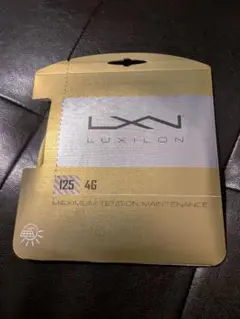 LXN
LUXILON
125 4G
MAXIMUM TENSION MAINTENANCE